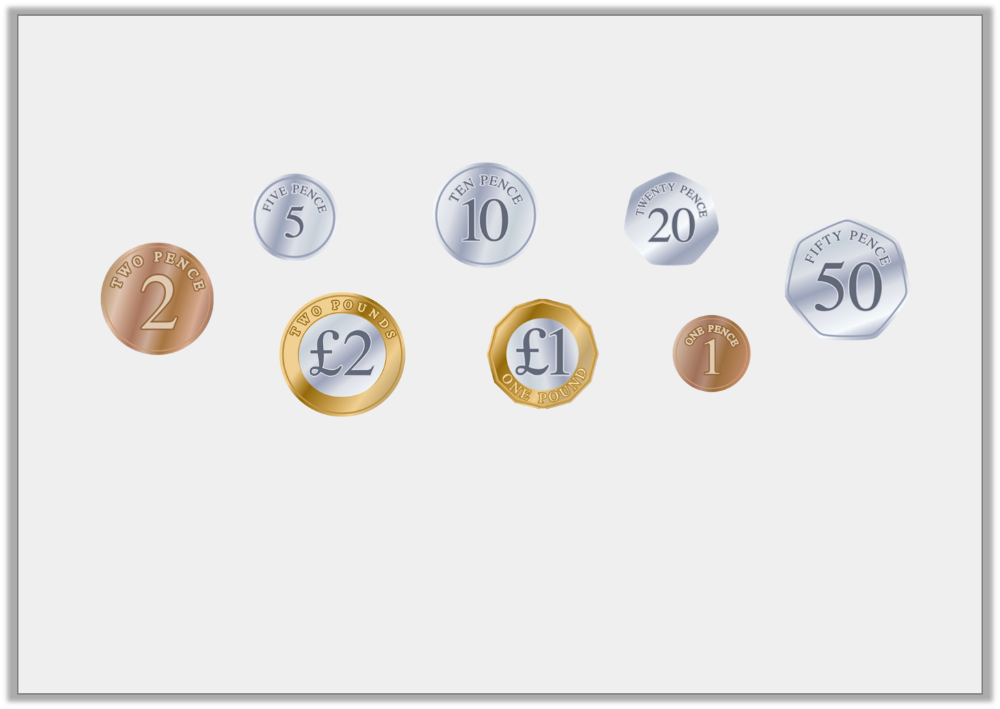 FIVE PENCE
5
TEN PENCE
10
TWENTY PENCE
20
FIFTY PENCE
50
TWO PENCE
2
TWO POUNDS
£2
£1
ONE POUND
ONE PENCE
1